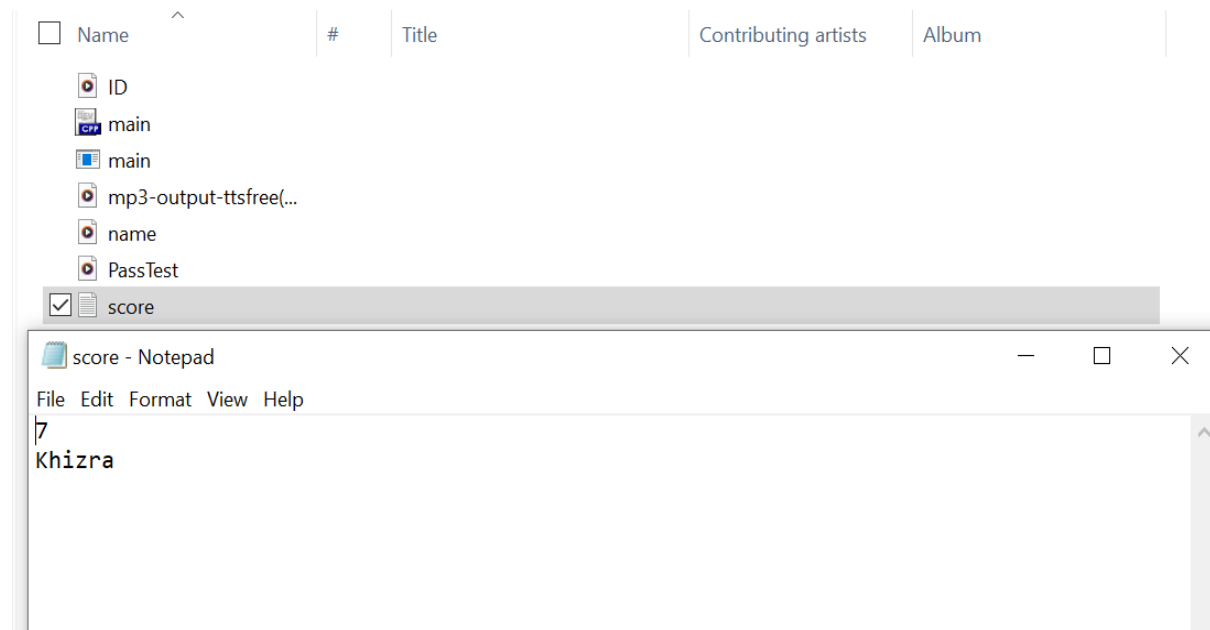 Name # Title Contributing artists Album
ID
main
CPP
main
mp3-output-ttsfree(...
name
PassTest
score
score - Notepad
File Edit Format View Help
7
Khizra